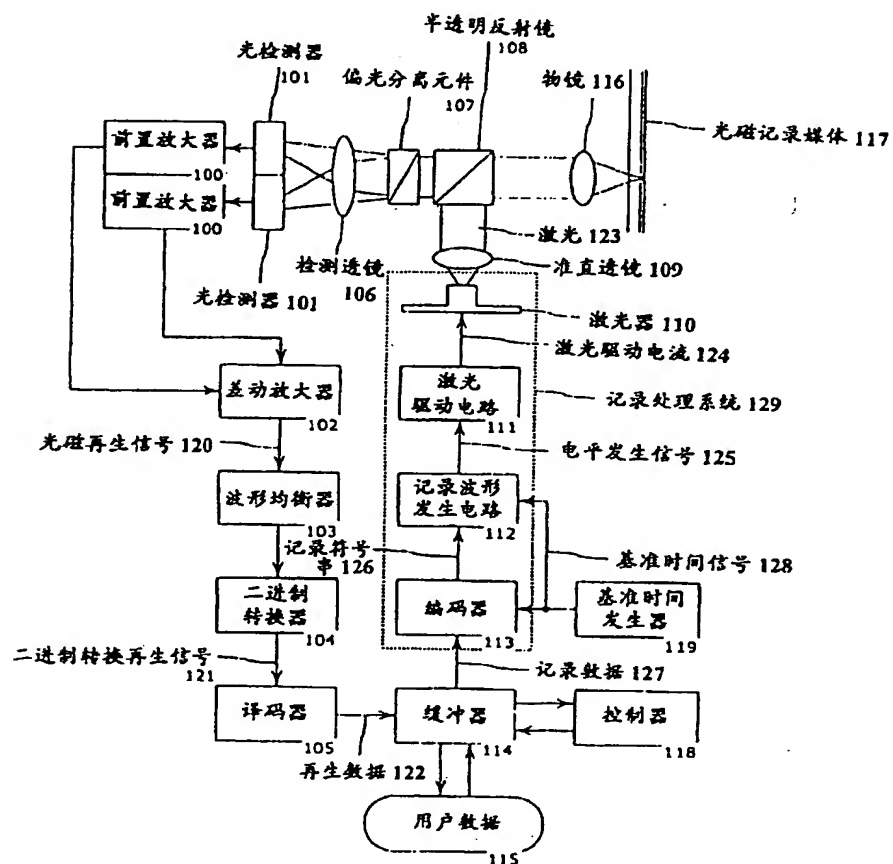 半透明反射镜
108
光检测器
101
偏光分离元件
107
物镜 116
光磁记录媒体
117
前置放大器
100
前置放大器
100
激光 123
检测透镜
106
准直透镜 109
光检测器 101
激光器 110
激光驱动电流
124
差动放大器
102
激光
驱动电路
111
记录处理系统
129
光磁再生信号 120
电平发生信号 125
波形均衡器
103
记录波形
发生电路
112
记录符号
串 126
基准时间信号 128
二进制
转换器
104
编码器
113
基准时间
发生器
119
二进制转换再生信号
121
记录数据 127
译码器
105
缓冲器
114
控制器
118
再生数据 122
用户数据
115